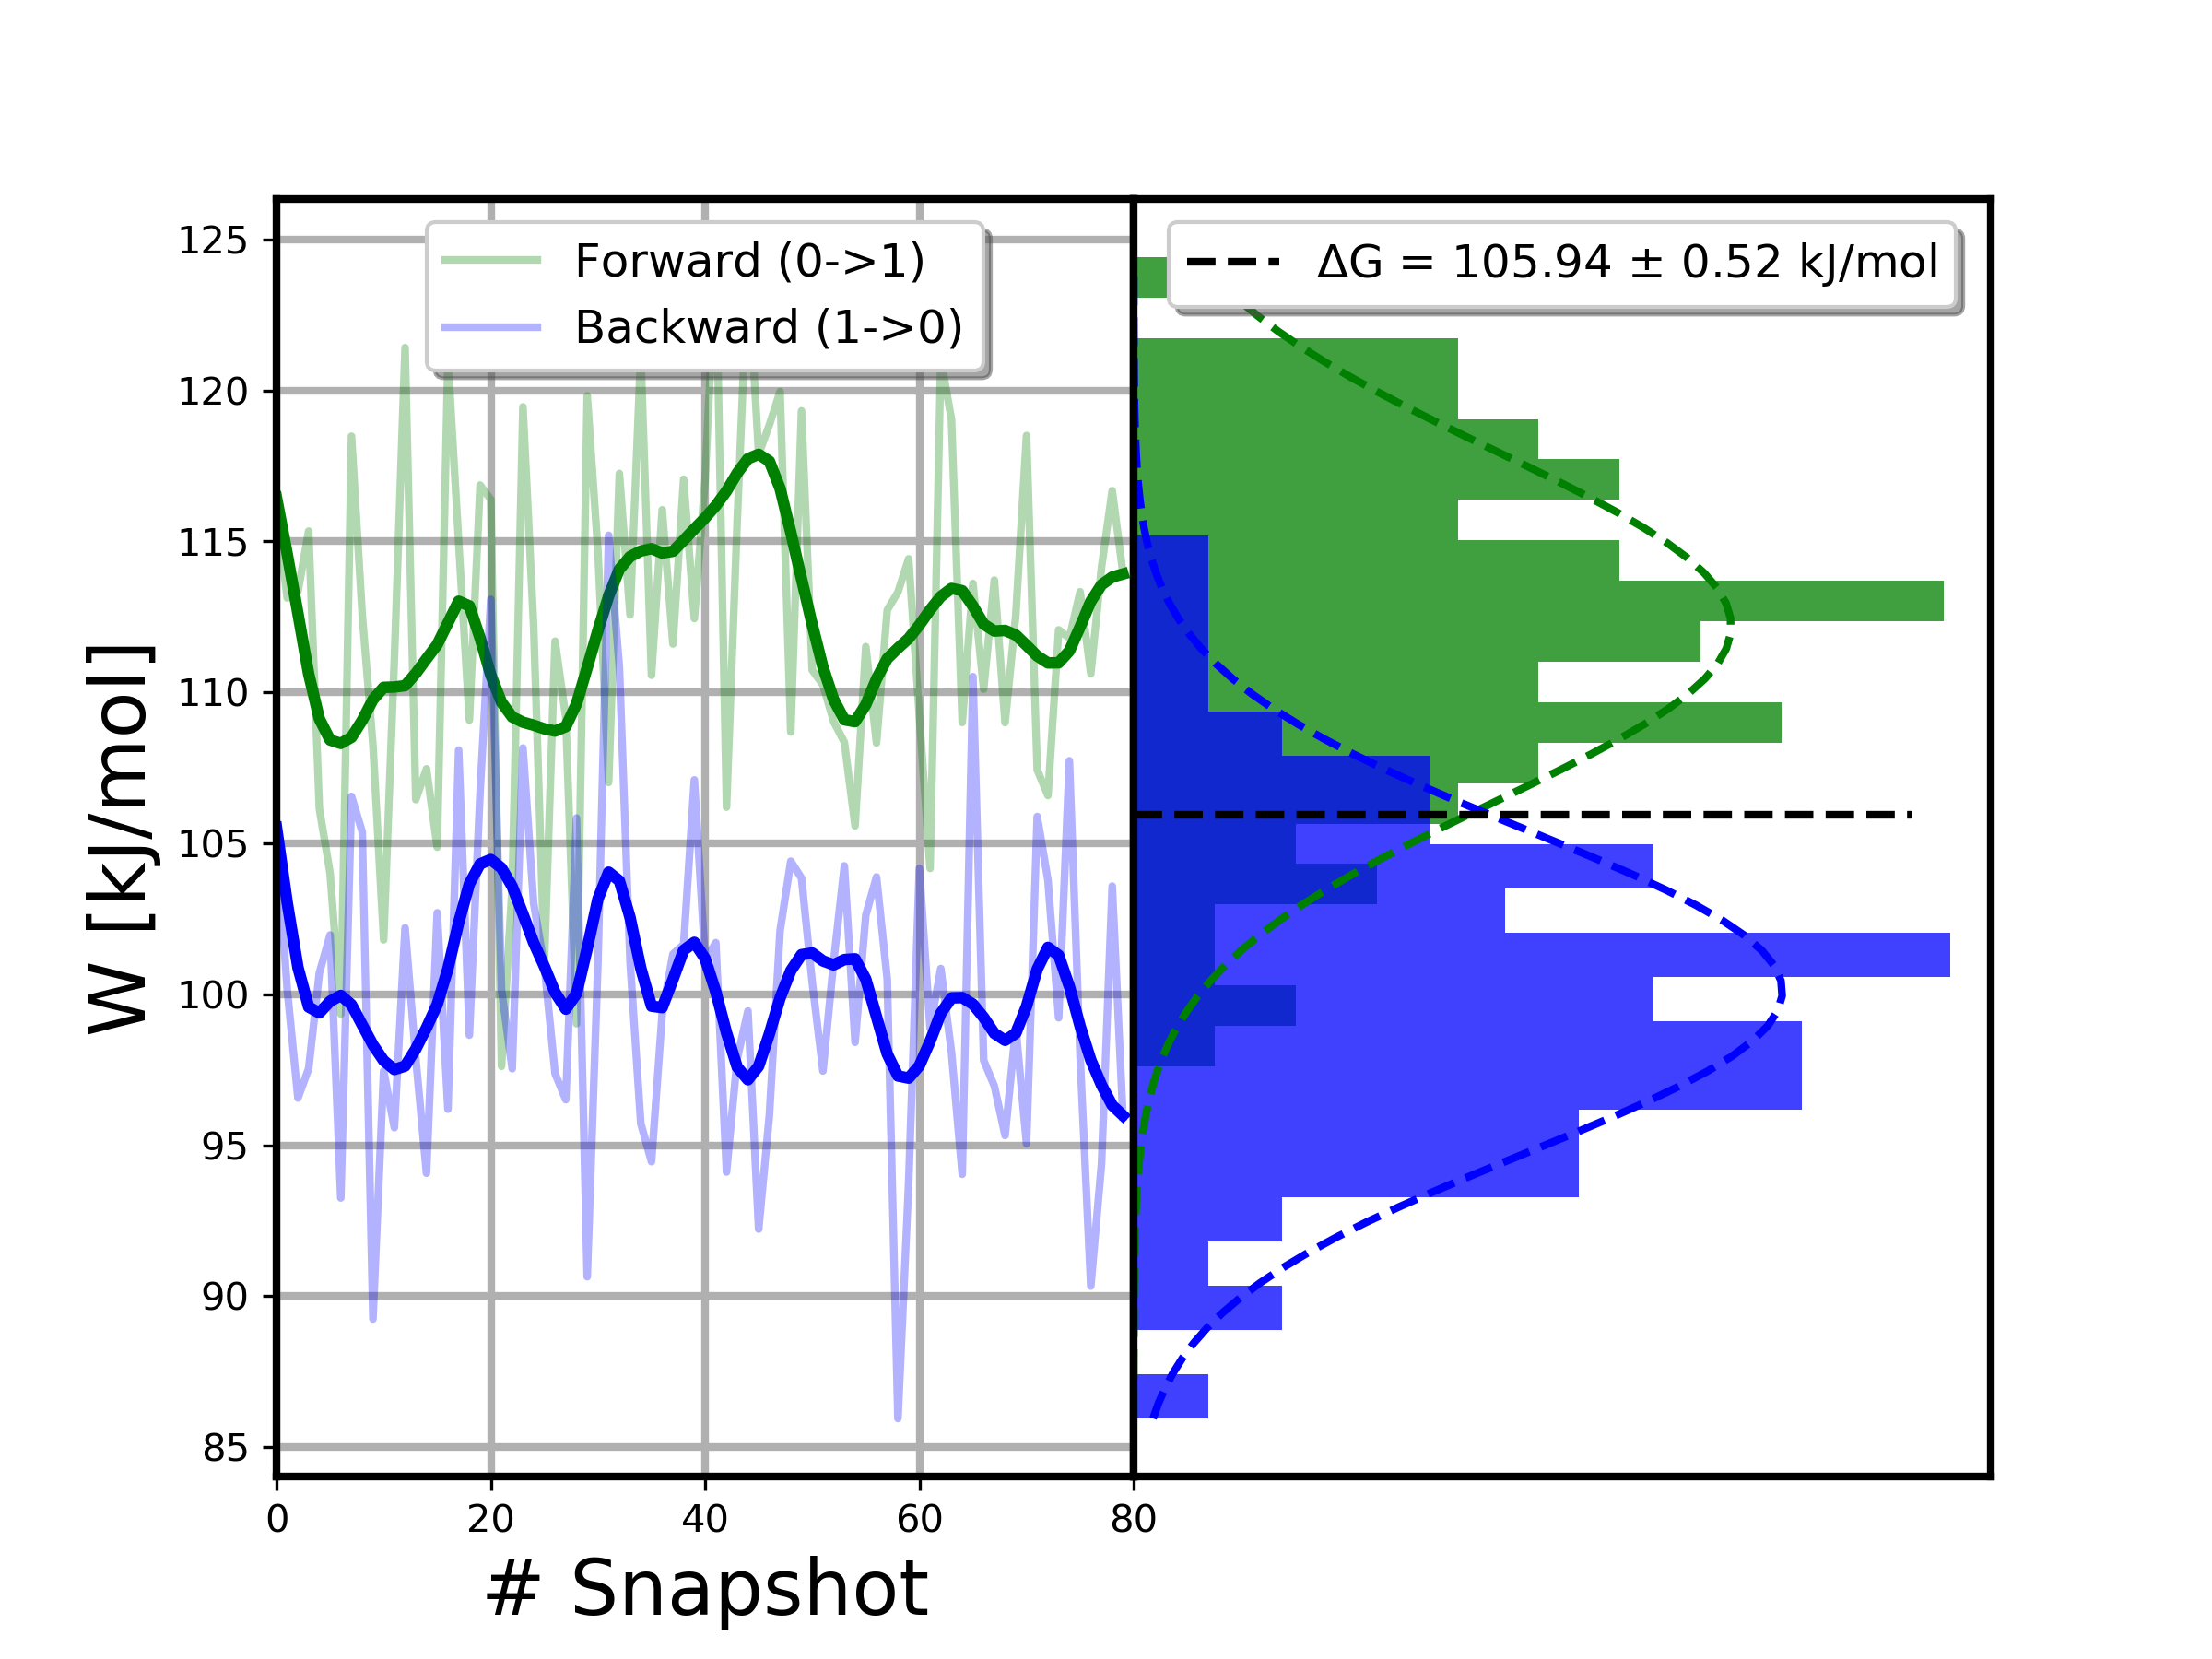 Forward (0->1)
Backward (1->0)
ΔG = 105.94 ± 0.52 kJ/mol
W [kJ/mol]
125
120
115
110
105
100
95
90
85
0 20 40 60 80
# Snapshot